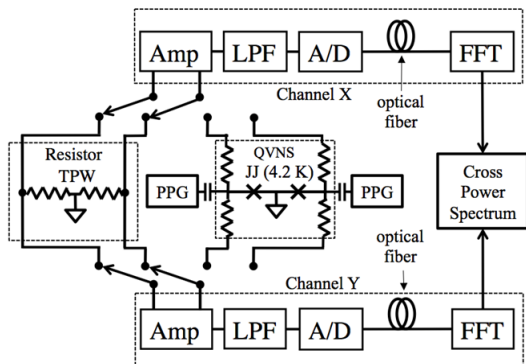 Amp
LPF
A/D
FFT
Channel X
optical
fiber
Resistor
TPW
QVNS
JJ (4.2 K)
PPG
PPG
Cross
Power
Spectrum
optical
fiber
Channel Y
Amp
LPF
A/D
FFT